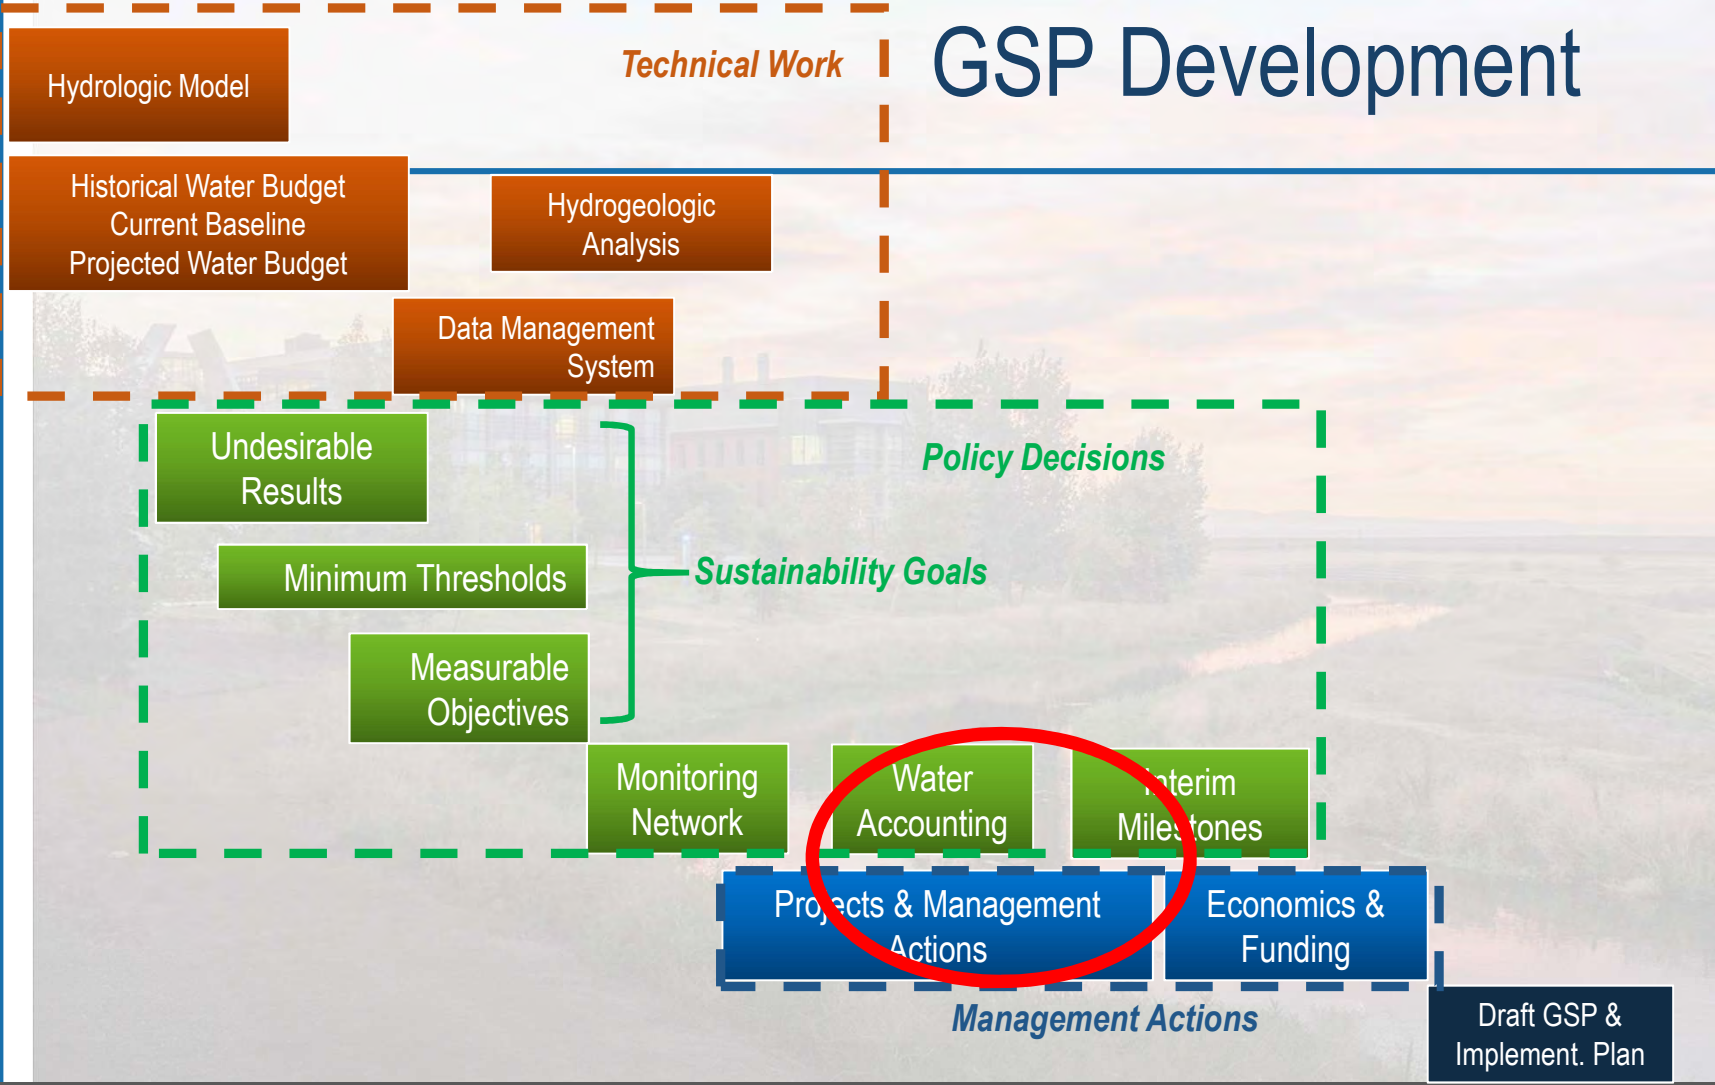 GSP Development
Technical Work
Hydrologic Model
Historical Water Budget
Current Baseline
Projected Water Budget
Hydrogeologic
Analysis
Data Management
System
Policy Decisions
Undesirable
Results
Minimum Thresholds
Sustainability Goals
Measurable
Objectives
Monitoring
Network
Water
Accounting
Interim
Milestones
Projects & Management
Actions
Economics &
Funding
Management Actions
Draft GSP &
Implement. Plan